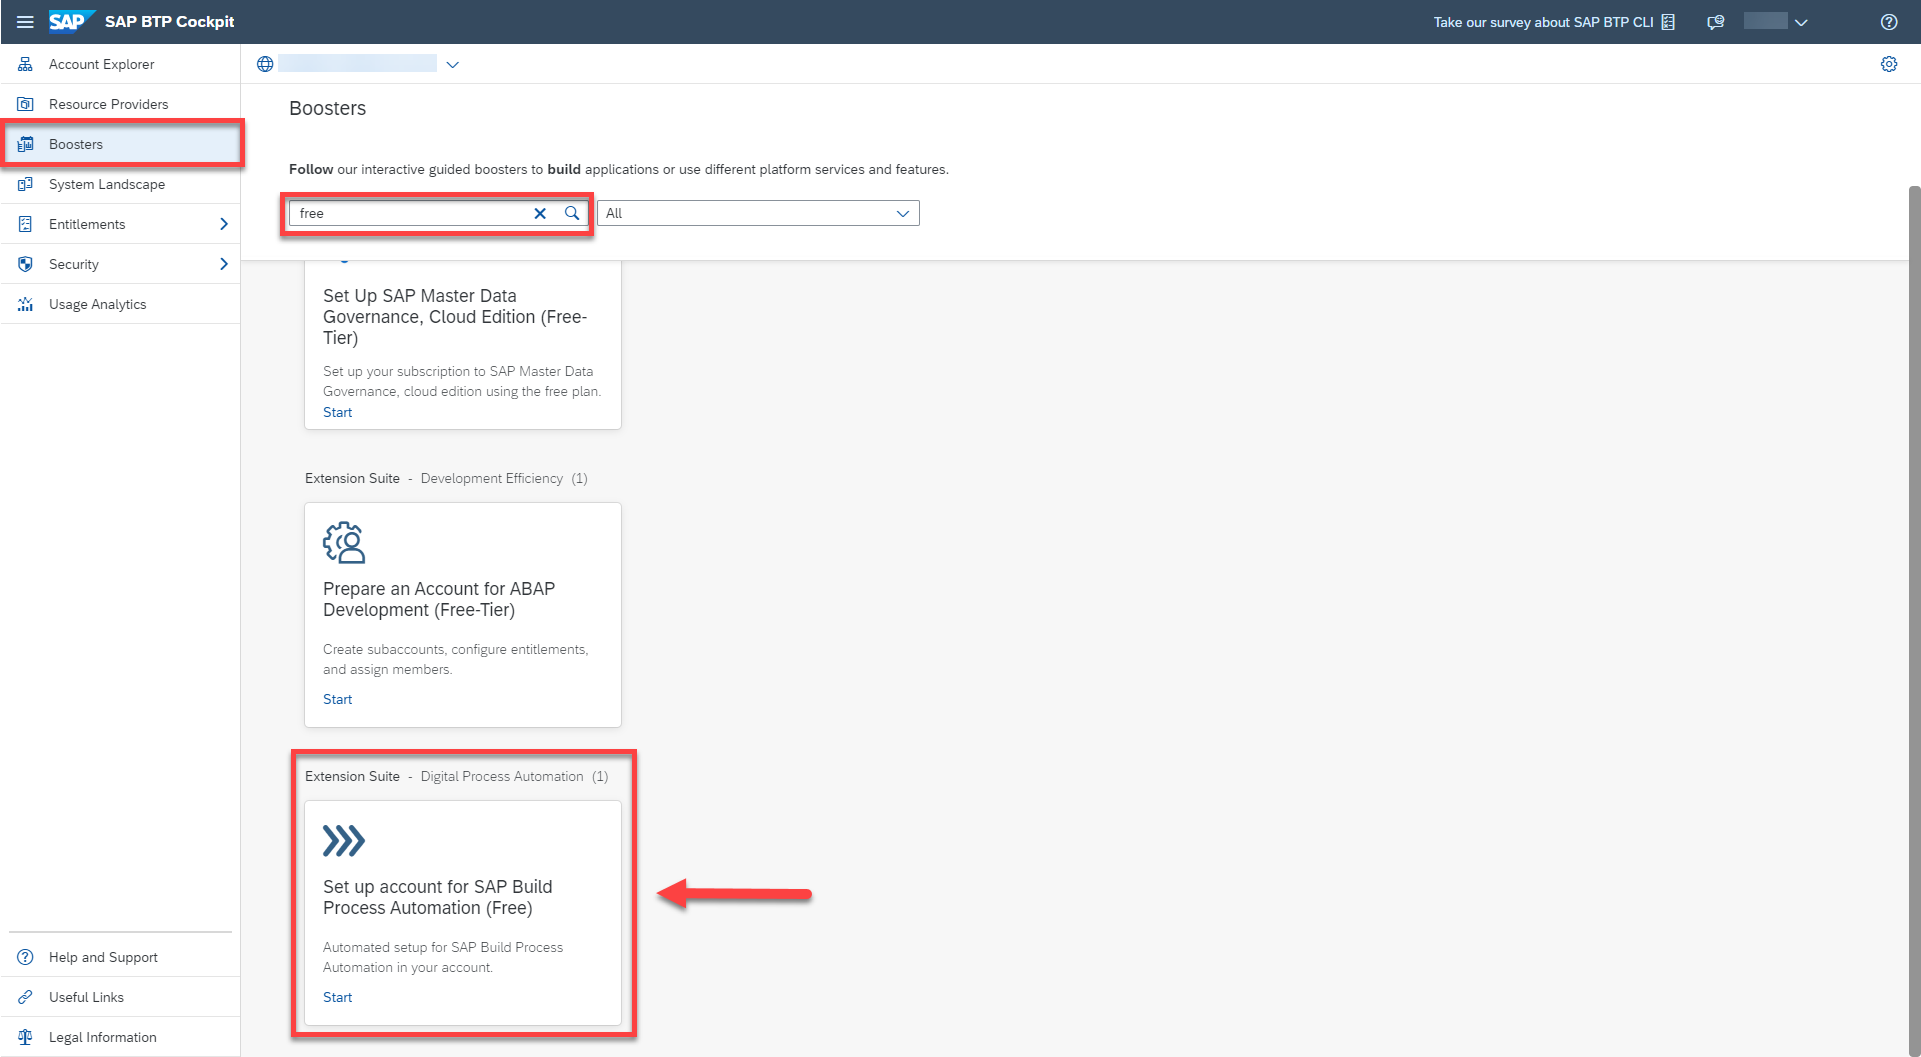 SAP SAP BTP Cockpit
Take our survey about SAP BTP CLI
Account Explorer
Resource Providers
Boosters
System Landscape
Entitlements
Security
Usage Analytics
Help and Support
Useful Links
Legal Information
Boosters
Follow our interactive guided boosters to build applications or use different platform services and features.
free
All
Set Up SAP Master Data
Governance, Cloud Edition (Free-
Tier)
Set up your subscription to SAP Master Data
Governance, cloud edition using the free plan.
Start
Extension Suite - Development Efficiency (1)
Prepare an Account for ABAP
Development (Free-Tier)
Create subaccounts, configure entitlements,
and assign members.
Start
Extension Suite - Digital Process Automation (1)
Set up account for SAP Build
Process Automation (Free)
Automated setup for SAP Build Process
Automation in your account.
Start